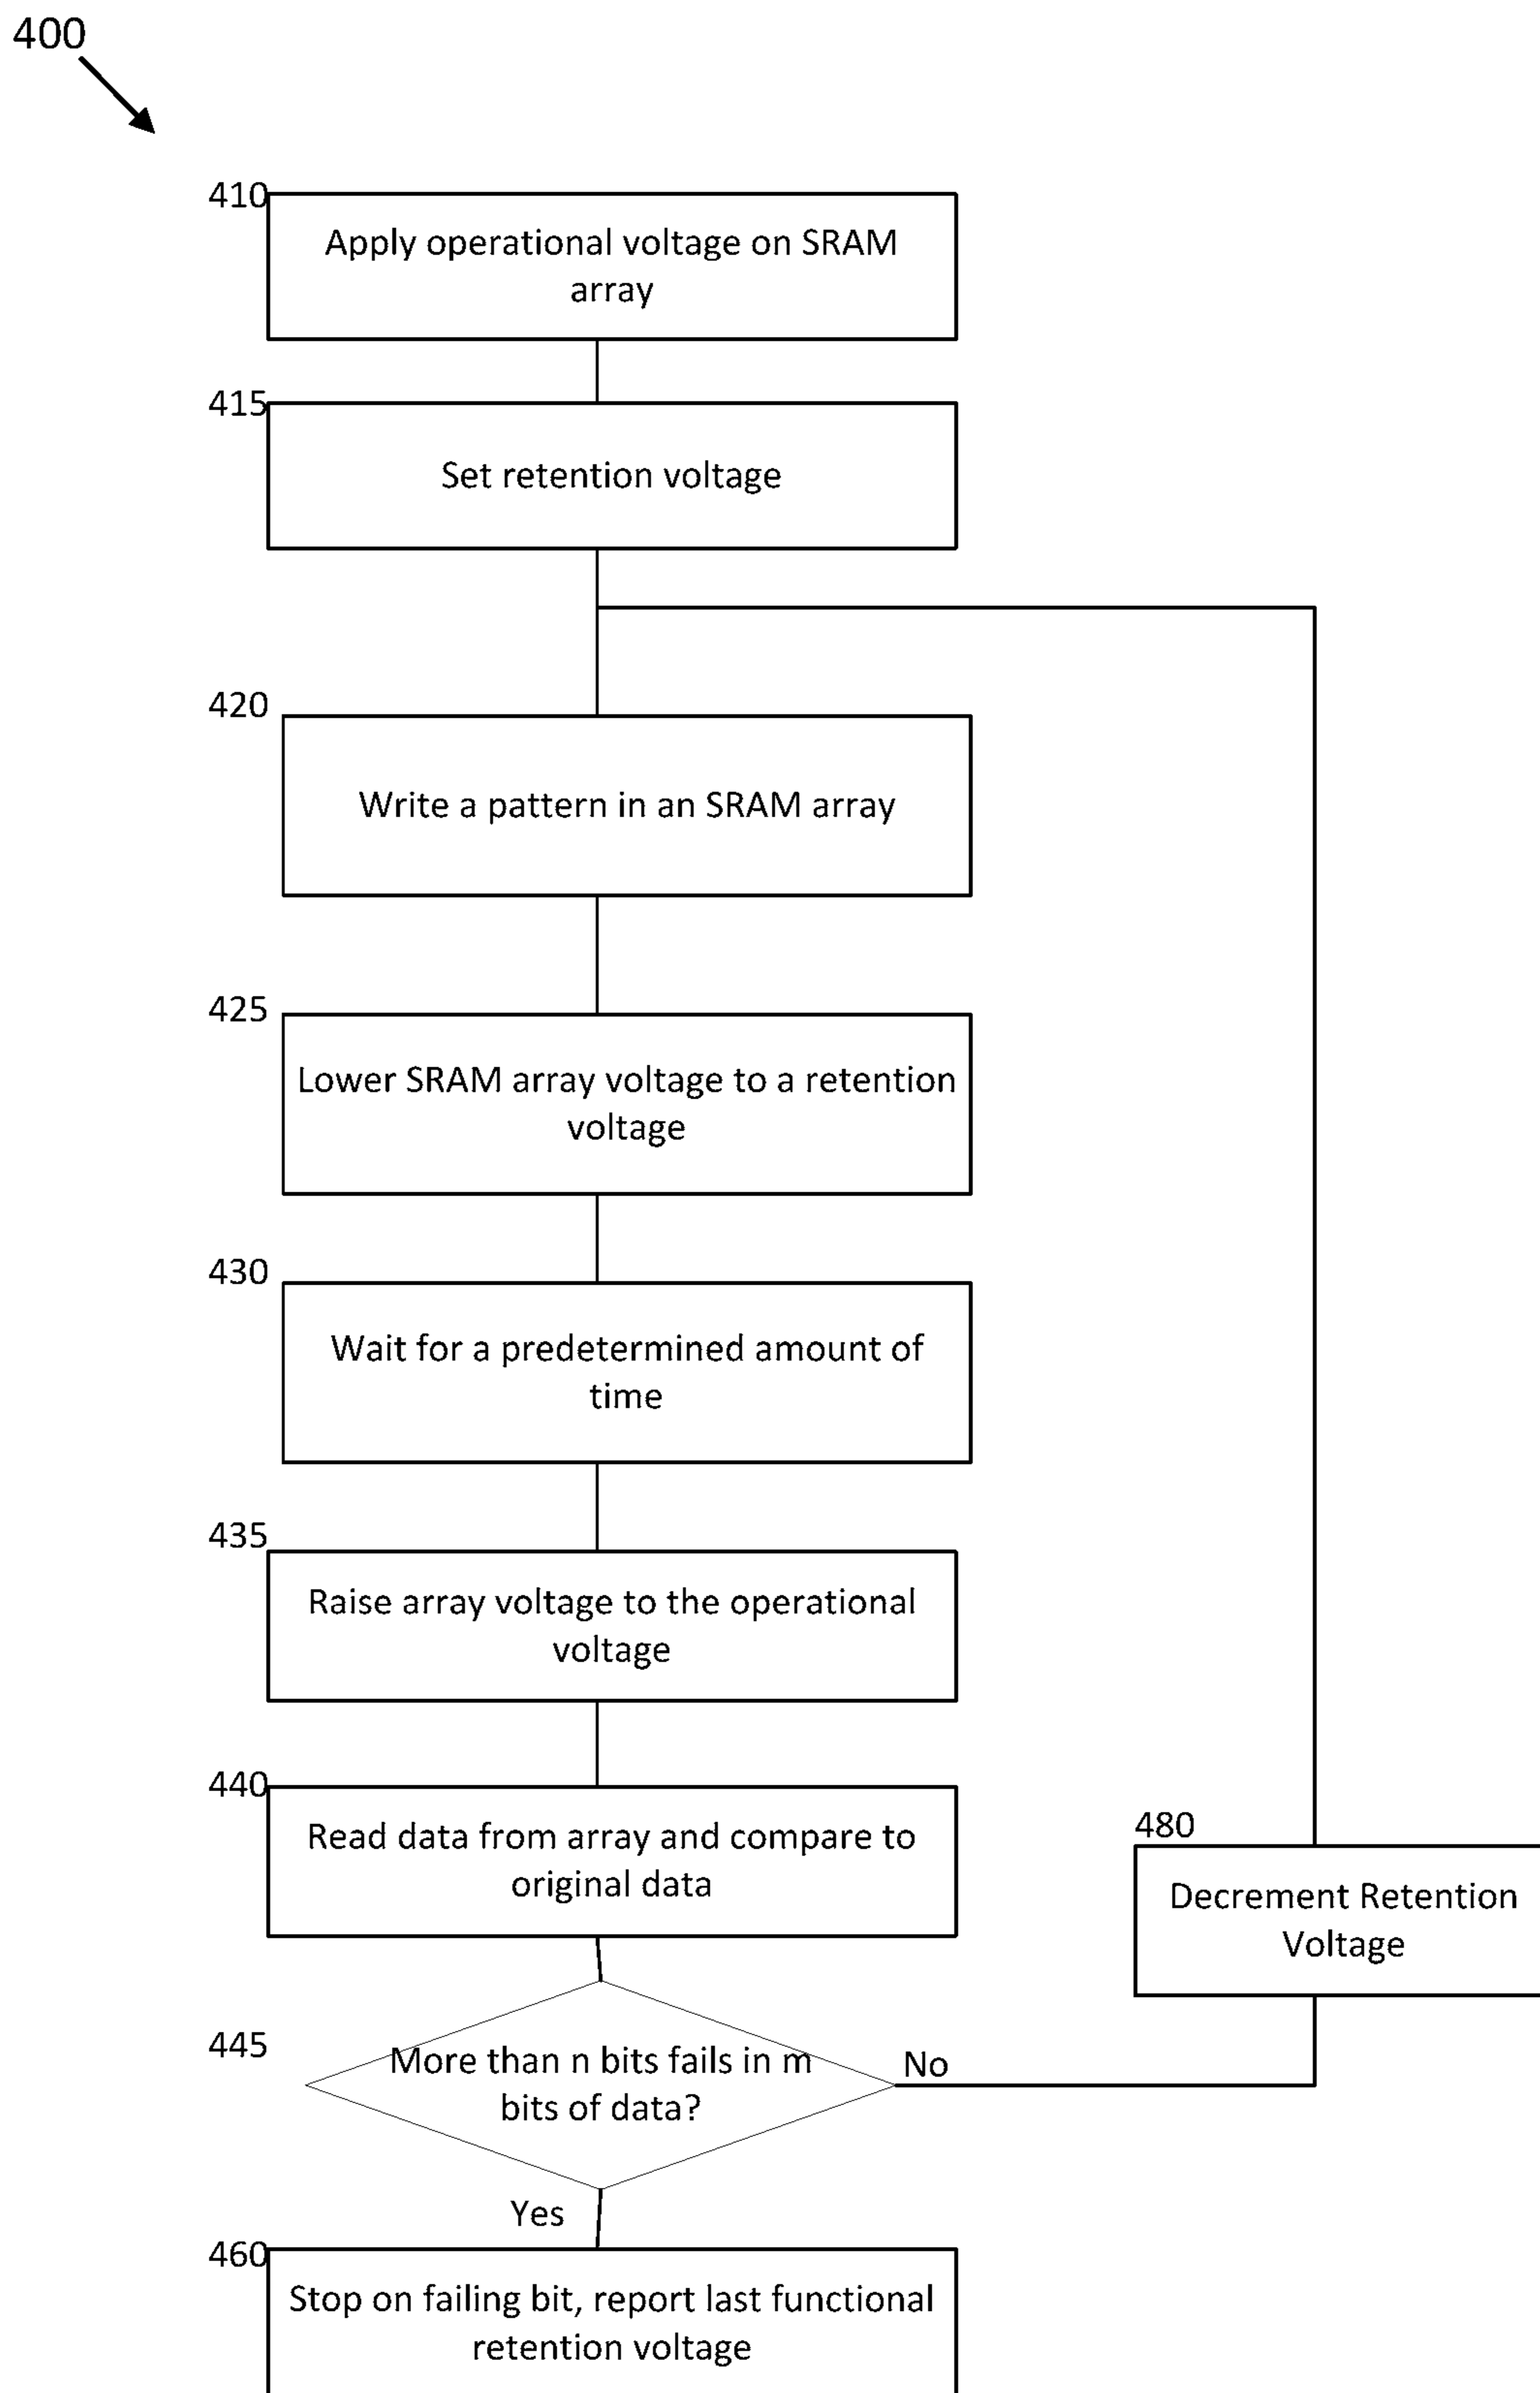 400
410
Apply operational voltage on SRAM
array
415
Set retention voltage
420
Write a pattern in an SRAM array
425
Lower SRAM array voltage to a retention
voltage
430
Wait for a predetermined amount of
time
435
Raise array voltage to the operational
voltage
440
Read data from array and compare to
original data
480
Decrement Retention
Voltage
445
More than n bits fails in m
bits of data?
No
Yes
460
Stop on failing bit, report last functional
retention voltage